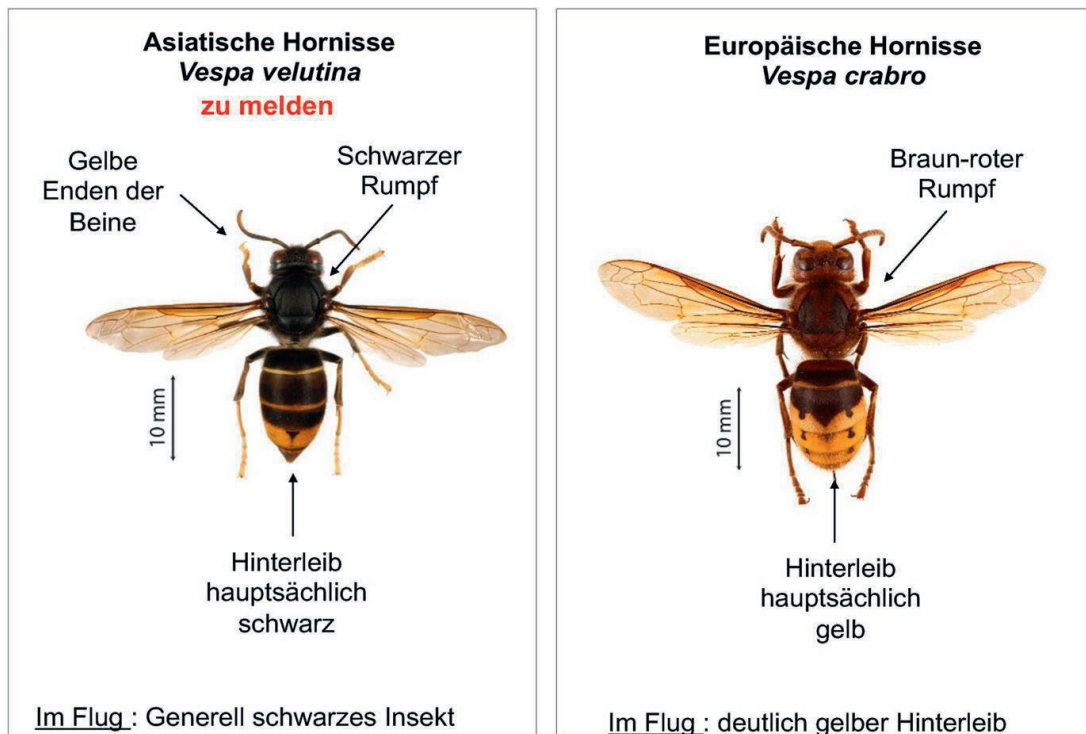 Asiatische Hornisse
Vespa velutina
zu melden
Gelbe
Enden der
Beine
Schwarzer
Rumpf
10 mm
Hinterleib
hauptsächlich
schwarz
Im Flug : Generell schwarzes Insekt
Europäische Hornisse
Vespa crabro
Braun-roter
Rumpf
10 mm
Hinterleib
hauptsächlich
gelb
Im Flug : deutlich gelber Hinterleib